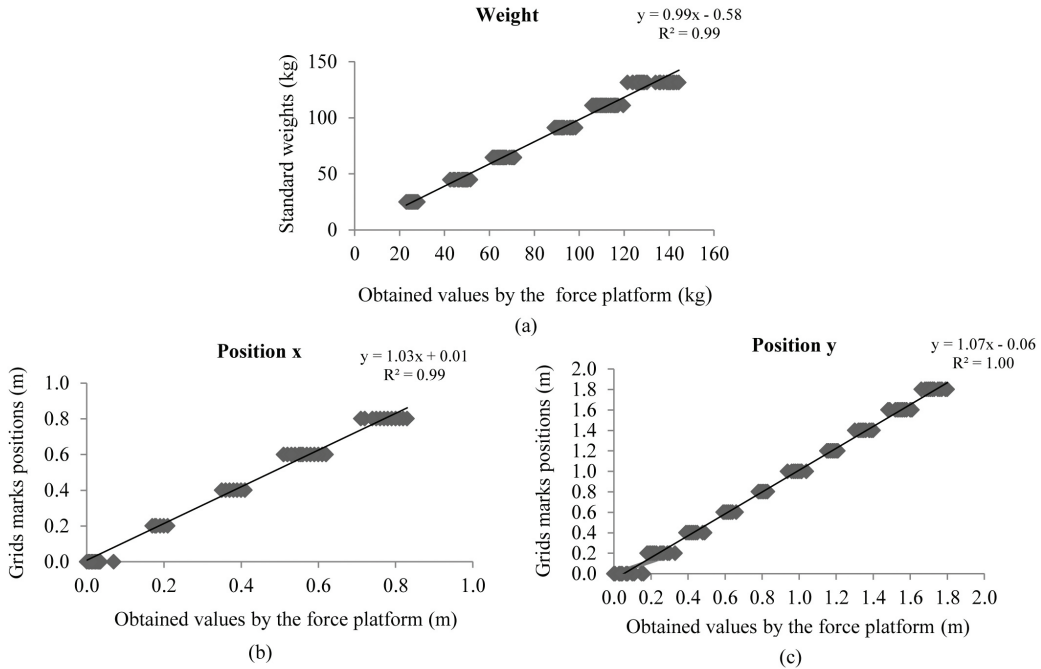 Weight
y = 0.99x - 0.58
R² = 0.99
Standard weights (kg)
150
100
50
0
0 20 40 60 80 100 120 140 160
Obtained values by the force platform (kg)
(a)
Position x
y = 1.03x + 0.01
R² = 0.99
Grids marks positions (m)
1.0
0.8
0.6
0.4
0.2
0.0
0.0 0.2 0.4 0.6 0.8 1.0
Obtained values by the force platform (m)
(b)
Position y
y = 1.07x - 0.06
R² = 1.00
Grids marks positions (m)
2.0
1.8
1.6
1.4
1.2
1.0
0.8
0.6
0.4
0.2
0.0
0.0 0.2 0.4 0.6 0.8 1.0 1.2 1.4 1.6 1.8 2.0
Obtained values by the force platform (m)
(c)